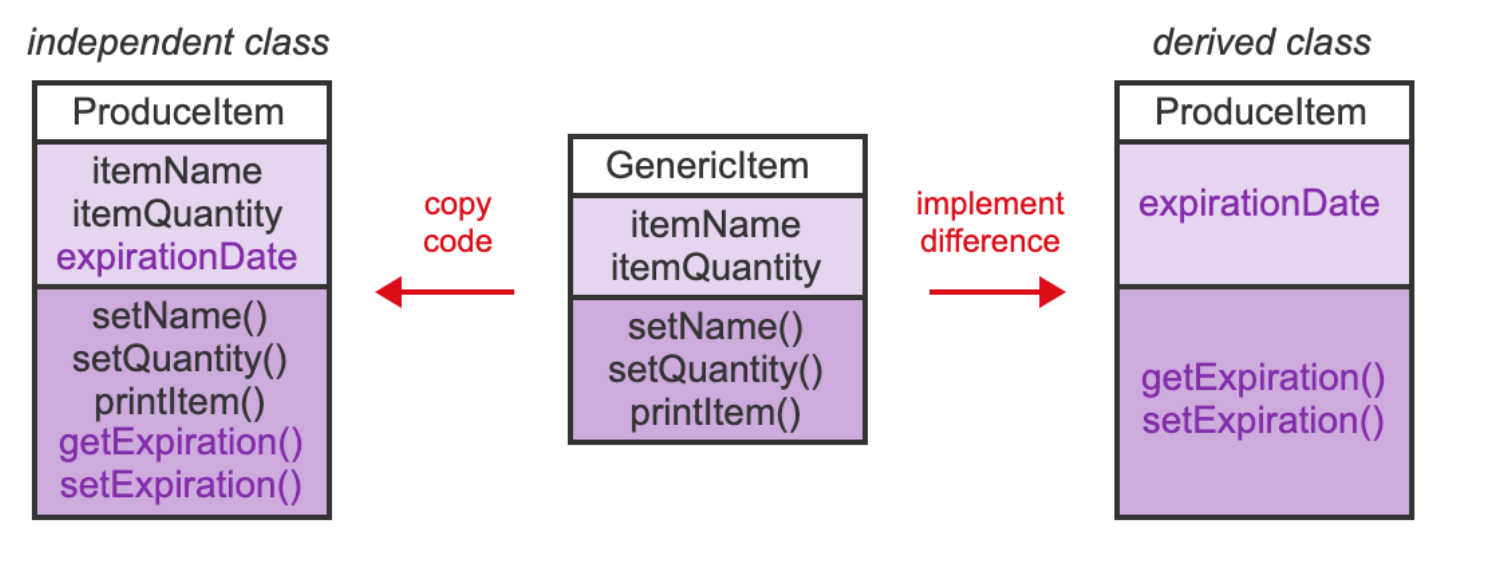 independent class
ProduceItem
itemName
itemQuantity
expirationDate
setName()
setQuantity()
printItem()
getExpiration()
setExpiration()
copy
code
GenericItem
itemName
itemQuantity
setName()
setQuantity()
printItem()
implement
difference
derived class
ProduceItem
expirationDate
getExpiration()
setExpiration()